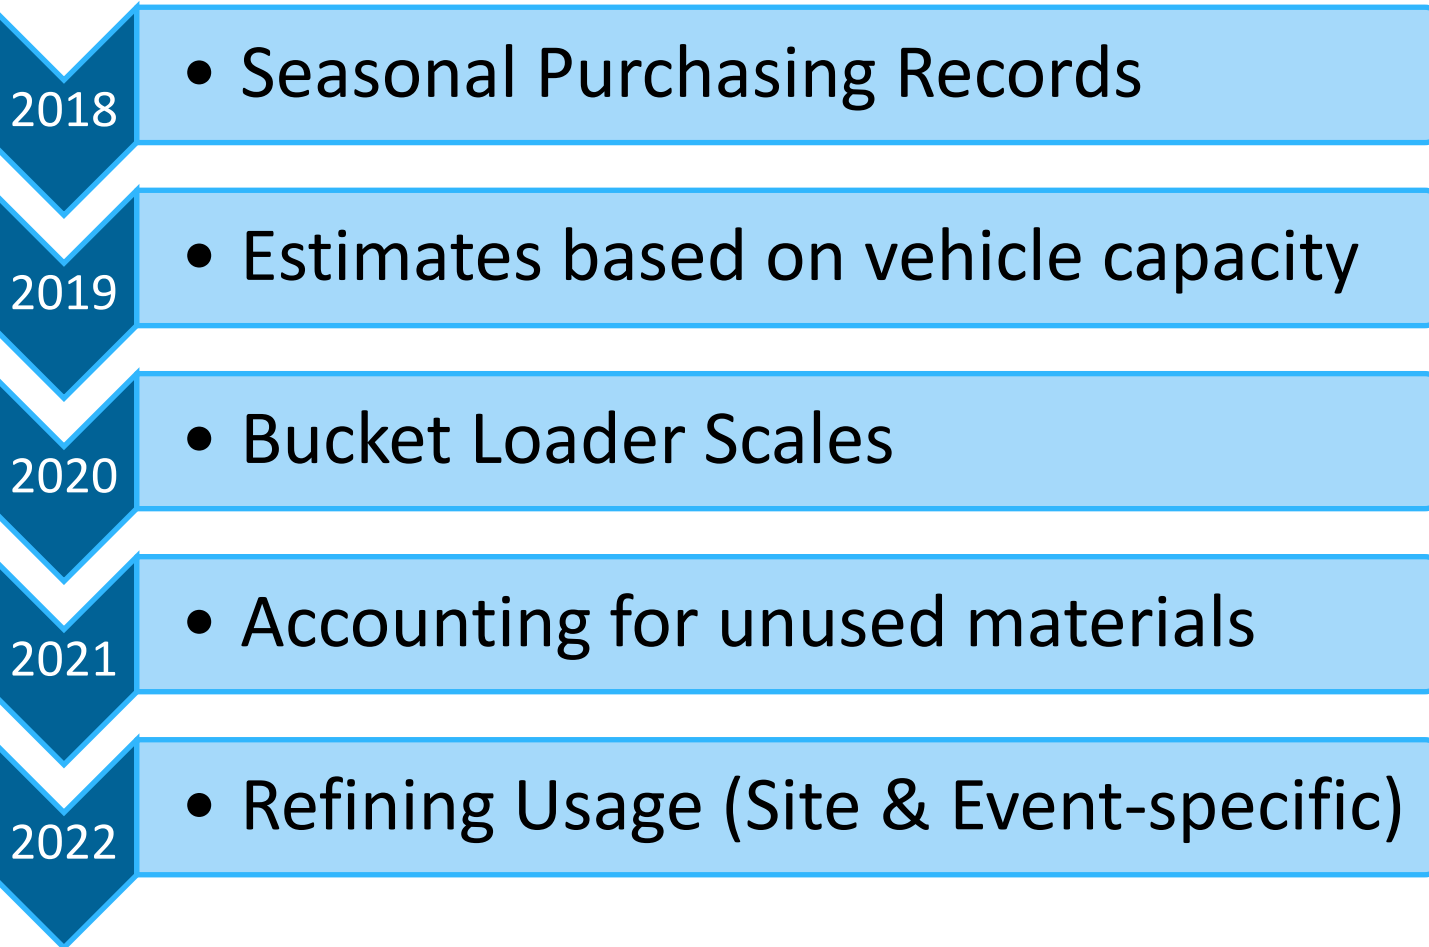 2018
• Seasonal Purchasing Records
2019
• Estimates based on vehicle capacity
2020
• Bucket Loader Scales
2021
• Accounting for unused materials
2022
• Refining Usage (Site & Event-specific)